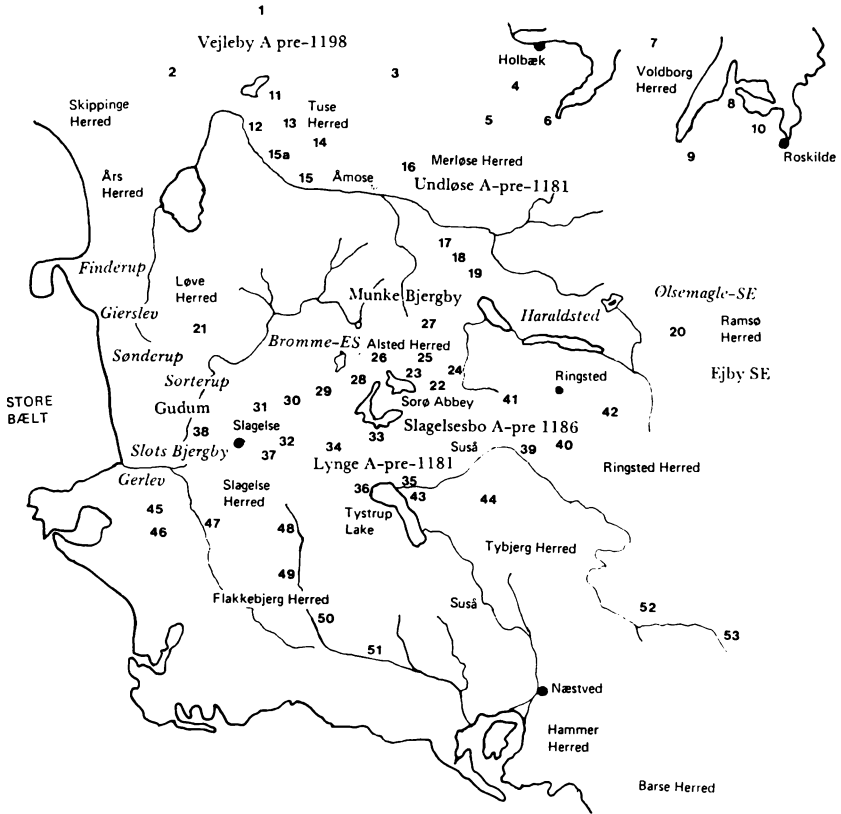 1
Vejleby A pre-1198
2
3
7
Holbæk
4
Voldborg
Herred
Skippinge
Herred
11
Tuse
Herred
12
13
14
5
6
8
10
9
Roskilde
15a
15
Åmose
16
Merløse Herred
Undløse A-pre-1181
Års
Herred
17
18
19
Finderup
Løve
Herred
Gierslev
21
Munke Bjergby
Haraldsted
Ølsemagle-SE
27
20
Ramsø
Herred
Sønderup
Bromme-ES
Alsted Herred
26
25
Sorterup
28
23
24
22
Ringsted
Ejby SE
STORE
BÆLT
Gudum
31
30
29
Sorø Abbey
41
42
38
Slagelse
33
Slagelsesbo A-pre 1186
Slots Bjergby
32
37
34
Suså
39
40
Lynge A-pre-1181
Ringsted Herred
Gerlev
Slagelse
Herred
36
35
43
44
45
46
47
48
Tystrup
Lake
Tybjerg Herred
49
Flakkebjerg Herred
50
Suså
52
53
51
Næstved
Hammer
Herred
Barse Herred